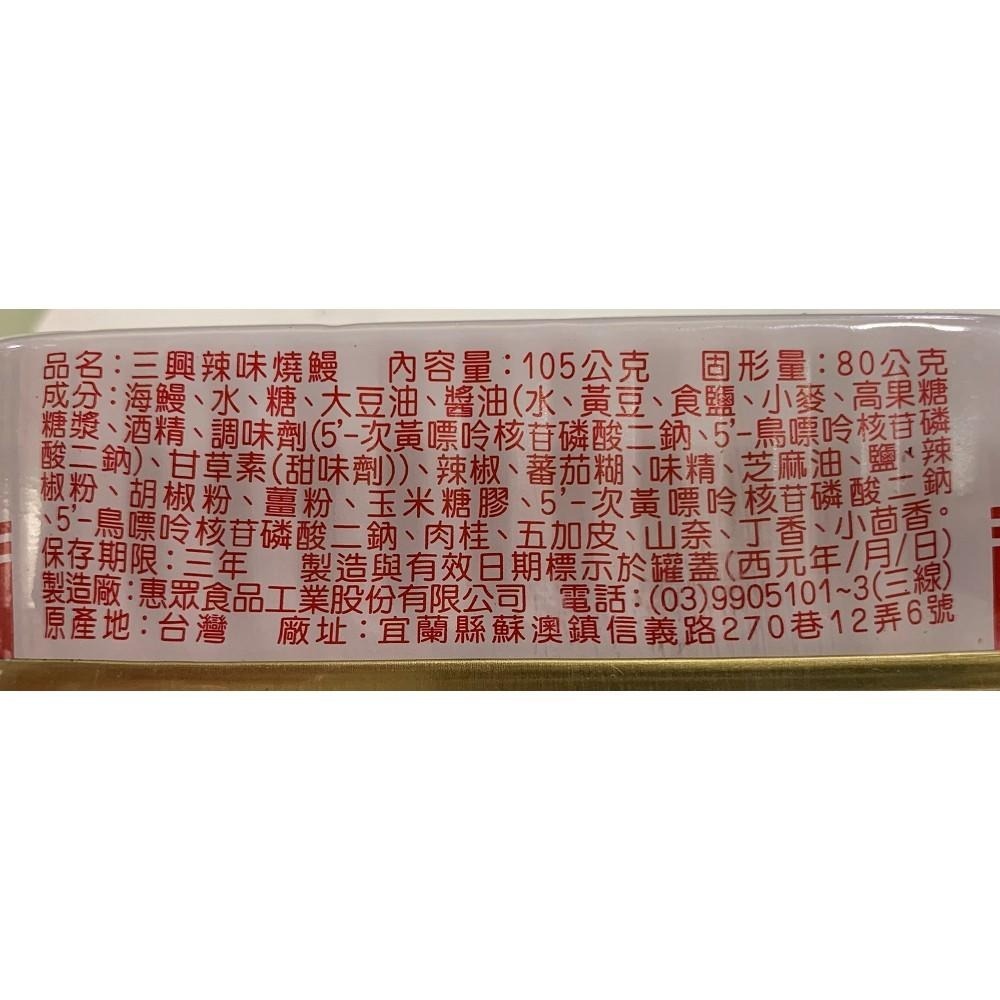 品名：三興辣味燒鰻　內容量：105公克　固形量：80公克
成分：海鰻、水、糖、大豆油、醬油(水、黃豆、食鹽、小麥、高果糖
糖漿、酒精、調味劑(5'-次黃嘌呤核苷磷酸二鈉、5'-鳥嘌呤核苷磷
酸二鈉)、甘草素(甜味劑))、辣椒、蕃茄糊、味精、芝麻油、鹽、辣
椒粉、胡椒粉、薑粉、玉米糖膠、5'-次黃嘌呤核苷磷酸二鈉
、5'-鳥嘌呤核苷磷酸二鈉、肉桂、五加皮、山奈、丁香、小茴香。
保存期限：三年　製造與有效日期標示於罐蓋(西元年/月/日)
製造廠：惠眾食品工業股份有限公司　電話：(03)9905101~3(三線)
原產地：台灣　廠址：宜蘭縣蘇澳鎮信義路270巷12弄6號